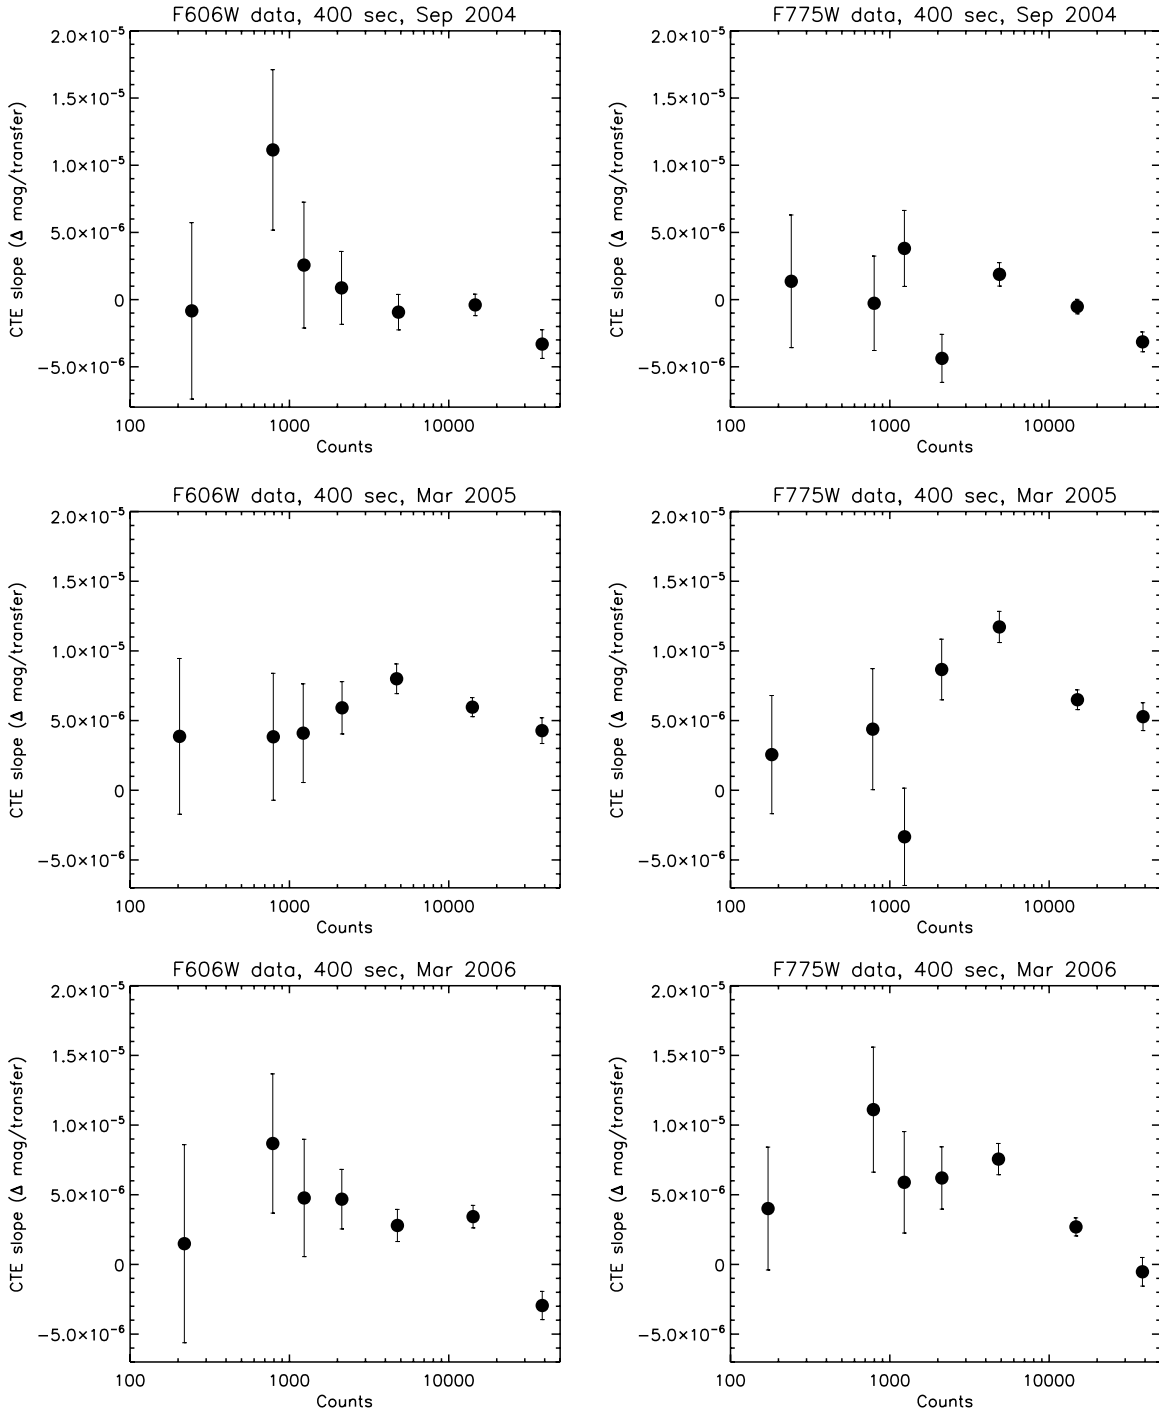 F606W data, 400 sec, Sep 2004
CTE slope (Δ mag/transfer)
2.0×10⁻⁵
1.5×10⁻⁵
1.0×10⁻⁵
5.0×10⁻⁶
0
−5.0×10⁻⁶
100 1000 10000
Counts
F775W data, 400 sec, Sep 2004
CTE slope (Δ mag/transfer)
2.0×10⁻⁵
1.5×10⁻⁵
1.0×10⁻⁵
5.0×10⁻⁶
0
−5.0×10⁻⁶
100 1000 10000
Counts
F606W data, 400 sec, Mar 2005
CTE slope (Δ mag/transfer)
2.0×10⁻⁵
1.5×10⁻⁵
1.0×10⁻⁵
5.0×10⁻⁶
0
−5.0×10⁻⁶
100 1000 10000
Counts
F775W data, 400 sec, Mar 2005
CTE slope (Δ mag/transfer)
2.0×10⁻⁵
1.5×10⁻⁵
1.0×10⁻⁵
5.0×10⁻⁶
0
−5.0×10⁻⁶
100 1000 10000
Counts
F606W data, 400 sec, Mar 2006
CTE slope (Δ mag/transfer)
2.0×10⁻⁵
1.5×10⁻⁵
1.0×10⁻⁵
5.0×10⁻⁶
0
−5.0×10⁻⁶
100 1000 10000
Counts
F775W data, 400 sec, Mar 2006
CTE slope (Δ mag/transfer)
2.0×10⁻⁵
1.5×10⁻⁵
1.0×10⁻⁵
5.0×10⁻⁶
0
−5.0×10⁻⁶
100 1000 10000
Counts